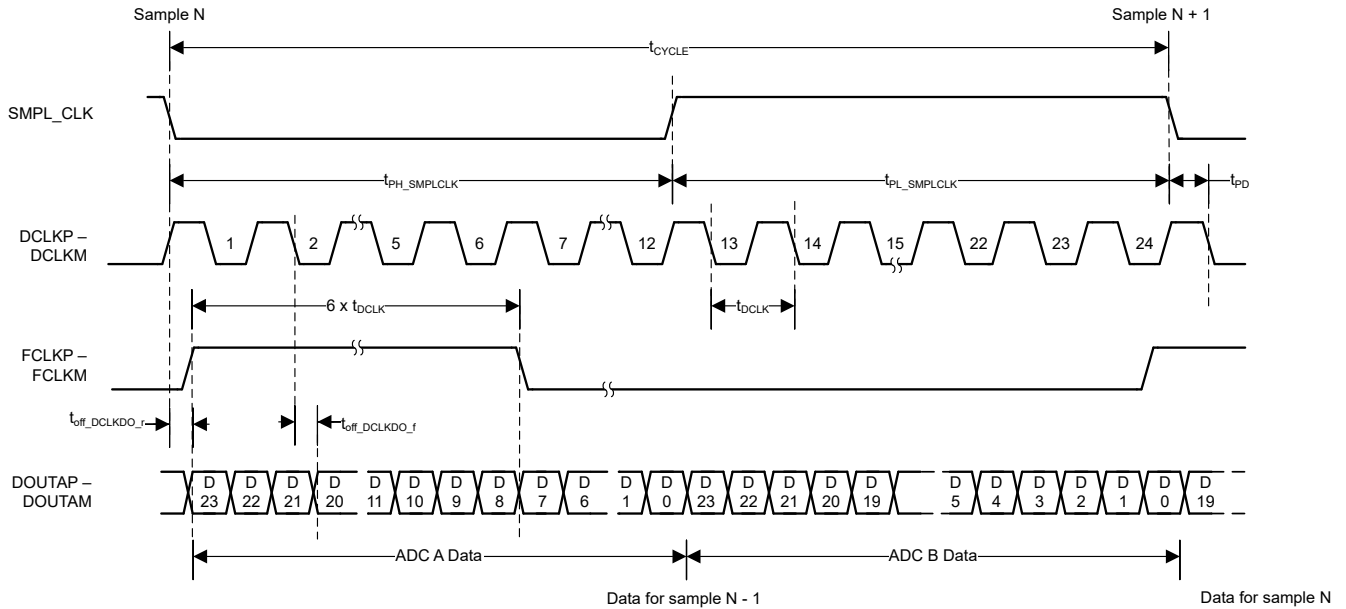 Sample N
Sample N + 1
tCYCLE
SMPL_CLK
tPH_SMPLCLK
tPL_SMPLCLK
tPD
DCLKP –
DCLKM
1 2 5 6 7 12 13 14 15 22 23 24
6 x tDCLK
tDCLK
FCLKP –
FCLKM
toff_DCLKDO_r
toff_DCLKDO_f
DOUTAP –
DOUTAM
D D D D D D D D D D D D D D D D D D D D D D D D
23 22 21 20 11 10 9 8 7 6 1 0 23 22 21 20 19 5 4 3 2 1 0 19
ADC A Data
ADC B Data
Data for sample N - 1
Data for sample N